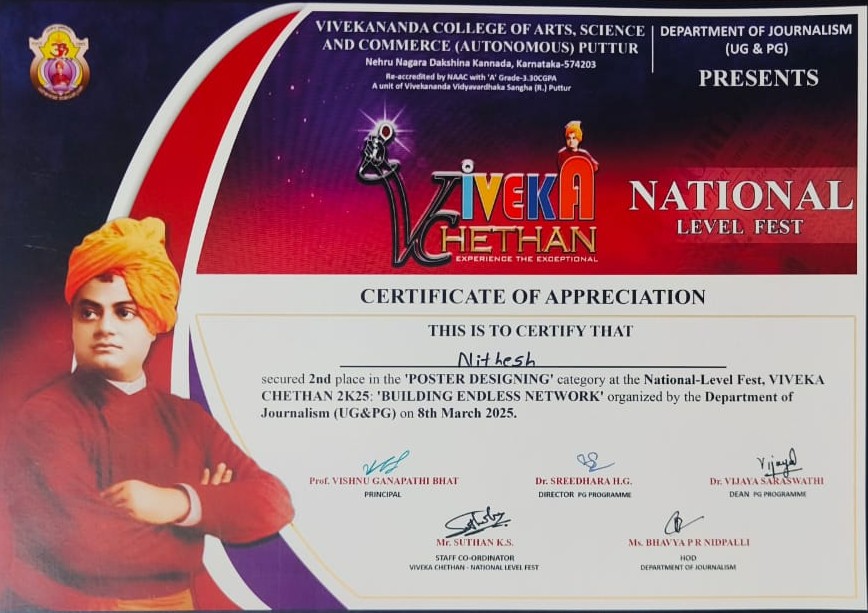 VIVEKANANDA COLLEGE OF ARTS, SCIENCE
AND COMMERCE (AUTONOMOUS) PUTTUR
Nehru Nagara Dakshina Kannada, Karnataka-574203
Re-accredited by NAAC with 'A' Grade-3.30CGPA
A unit of Vivekananda Vidyavardhaka Sangha (R.) Puttur
DEPARTMENT OF JOURNALISM
(UG & PG)
PRESENTS
VIVEKA
CHETHAN
EXPERIENCE THE EXCEPTIONAL
NATIONAL
LEVEL FEST
CERTIFICATE OF APPRECIATION
THIS IS TO CERTIFY THAT
Nithesh
secured 2nd place in the 'POSTER DESIGNING' category at the National-Level Fest, VIVEKA
CHETHAN 2K25: 'BUILDING ENDLESS NETWORK' organized by the Department of
Journalism (UG&PG) on 8th March 2025.
Prof. VISHNU GANAPATHI BHAT
PRINCIPAL
Dr. SREEDHARA H.G.
DIRECTOR PG PROGRAMME
Vijayal
Dr. VIJAYA SARASWATHI
DEAN PG PROGRAMME
Mr. SUTHAN K.S.
STAFF CO-ORDINATOR
VIVEKA CHETHAN - NATIONAL LEVEL FEST
Ms. BHAVYA P R NIDPALLI
HOD
DEPARTMENT OF JOURNALISM